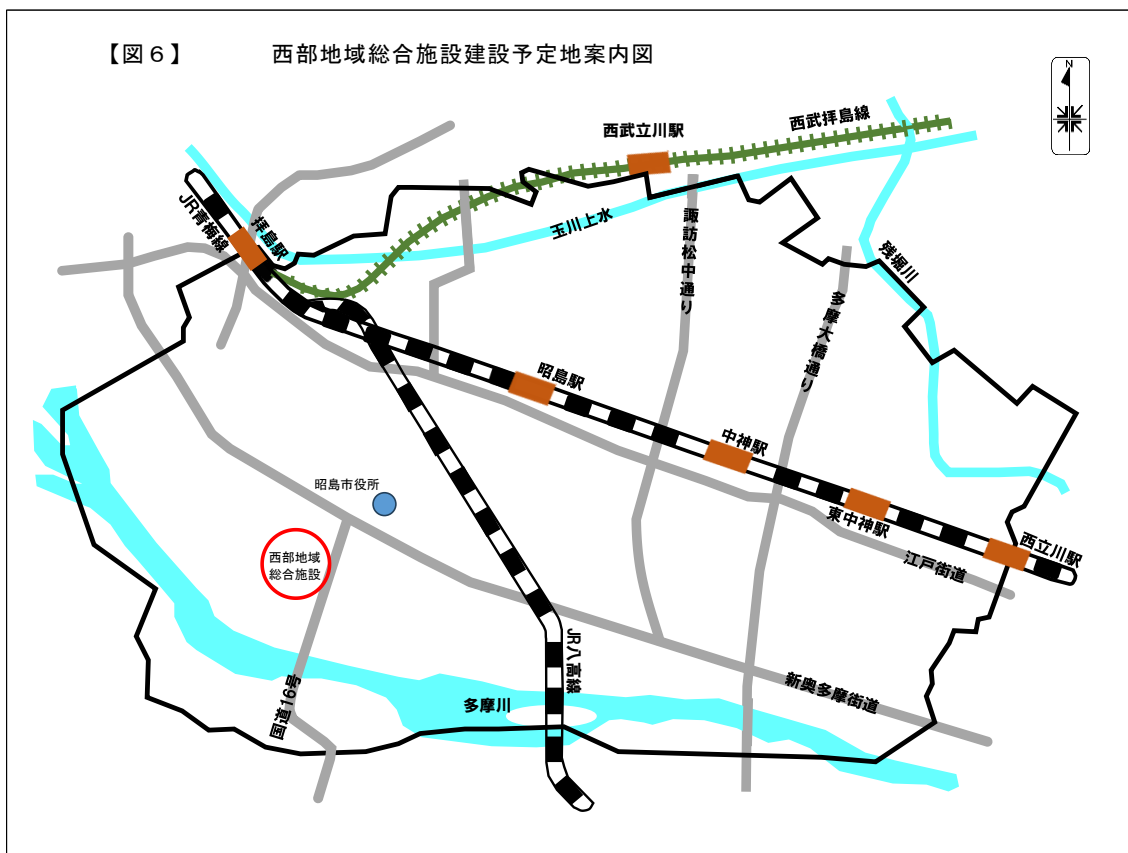 【図６】 西部地域総合施設建設予定地案内図
N
西武立川駅
西武拝島線
JR青梅線
拝島駅
玉川上水
諏訪松中通り
残堀川
多摩大橋通り
昭島駅
中神駅
昭島市役所
東中神駅
西立川駅
西部地域
総合施設
江戸街道
JR八高線
国道16号
多摩川
新奥多摩街道